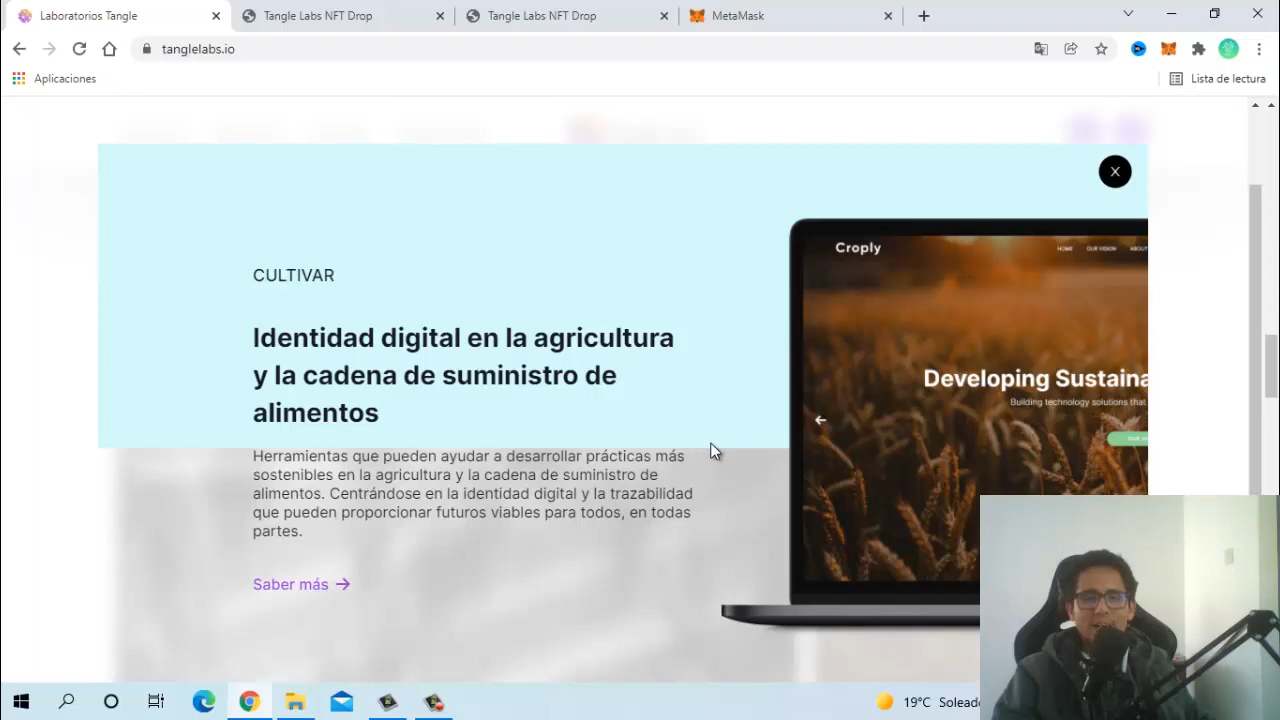 Laboratorios Tangle
Tangle Labs NFT Drop
Tangle Labs NFT Drop
MetaMask
tanglelabs.io
Aplicaciones
Lista de lectura
X
CULTIVAR
Identidad digital en la agricultura
y la cadena de suministro de
alimentos
Herramientas que pueden ayudar a desarrollar prácticas más
sostenibles en la agricultura y la cadena de suministro de
alimentos. Centrándose en la identidad digital y la trazabilidad
que pueden proporcionar futuros viables para todos, en todas
partes.
Saber más
Croply
HOME OUR VISION ABOU
Developing Sustaina
Building technology solutions that
19°C Soleado